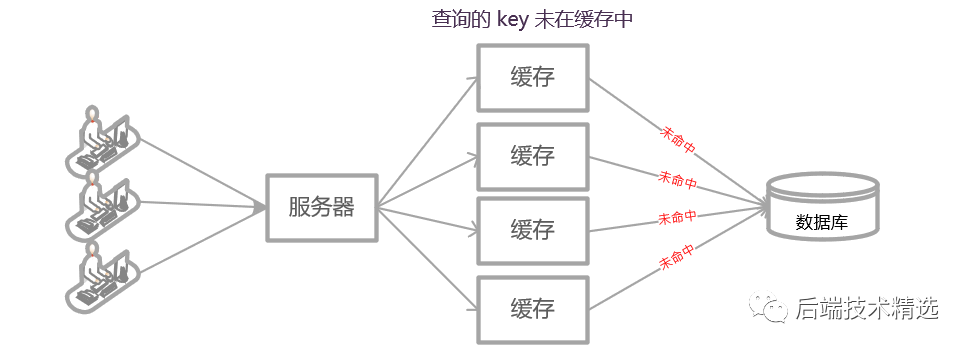 查询的 key 未在缓存中
缓存
未命中
缓存
未命中
服务器
数据库
缓存
未命中
缓存
未命中
后端技术精选